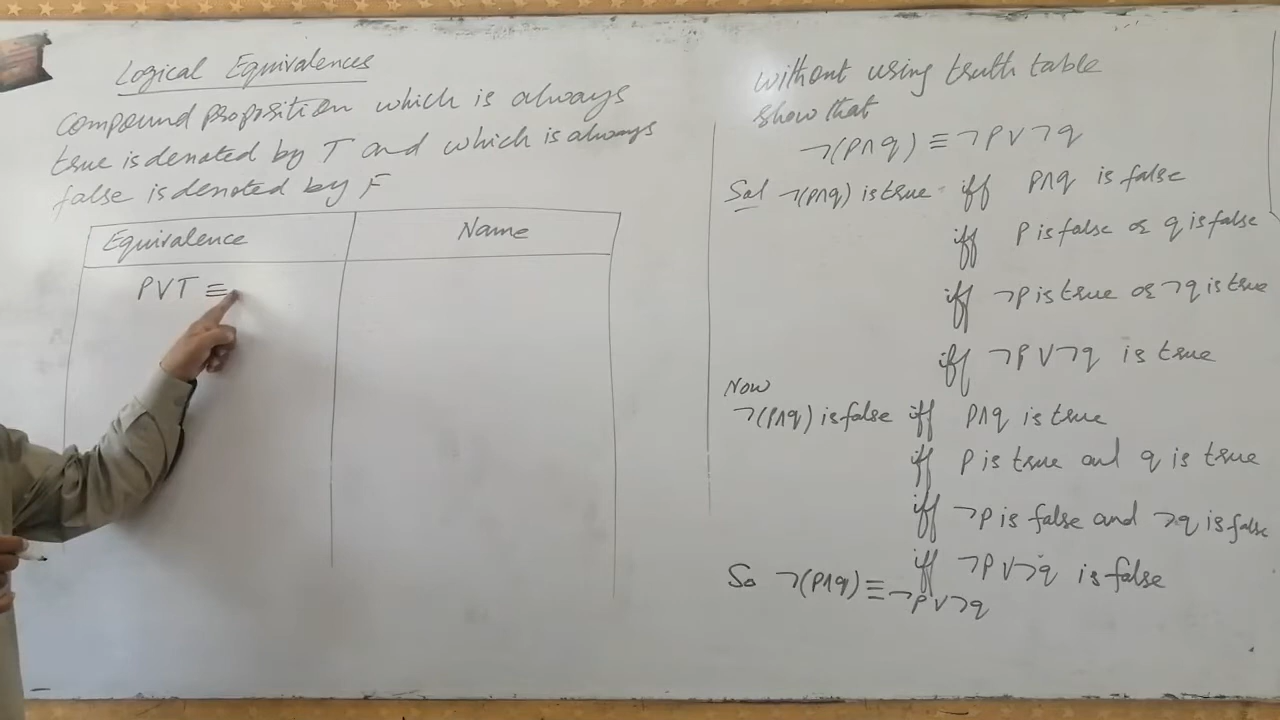 Logical Equivalences
compound proposition which is always
true is denoted by T and which is always
false is denoted by F
Equivalence
Name
P∨T ≡
without using truth table
show that
¬(P∧q) ≡ ¬P∨¬q
Sol ¬(P∧q) is true iff P∧q is false
iff P is false or q is false
iff ¬P is true or ¬q is true
iff ¬P∨¬q is true
Now
¬(P∧q) is false iff P∧q is true
iff P is true and q is true
iff ¬P is false and ¬q is false
iff ¬P∨¬q is false
So ¬(P∧q) ≡ ¬P∨¬q